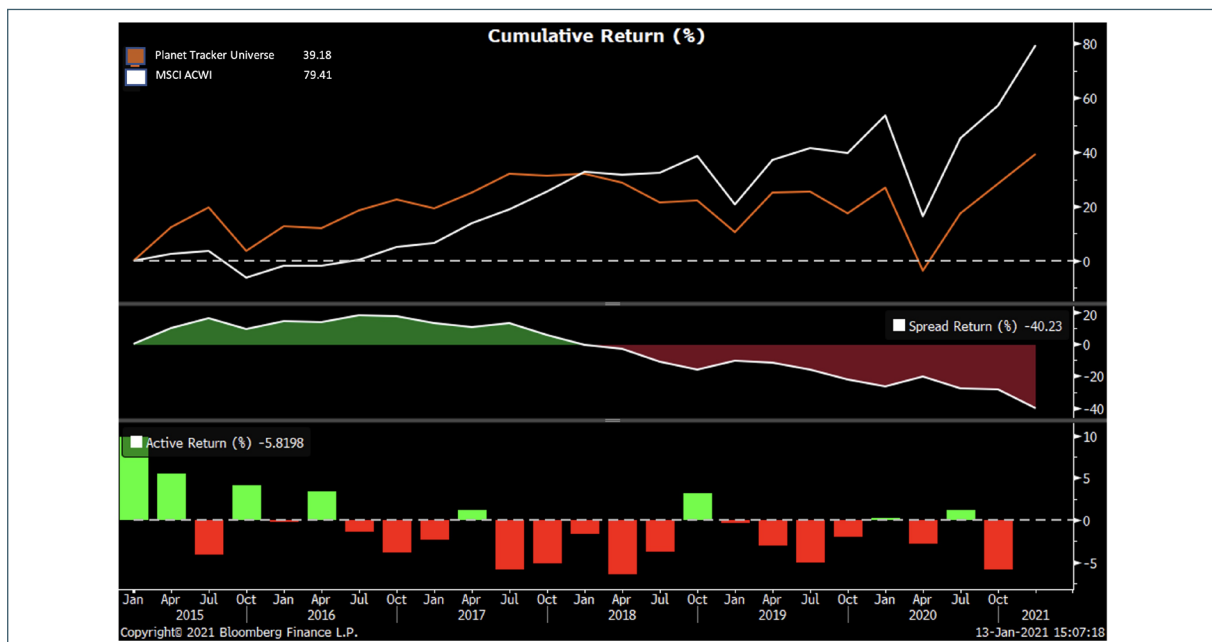 Cumulative Return (%)
Planet Tracker Universe 39.18
MSCI ACWI 79.41
80
60
40
20
0
20
0
-20
-40
Spread Return (%) -40.23
Active Return (%) -5.8198
10
5
0
-5
Jan Apr Jul Oct Jan Apr Jul Oct Jan Apr Jul Oct Jan Apr Jul Oct Jan Apr Jul Oct Jan Apr Jul Oct
2015 2016 2017 2018 2019 2020 2021
Copyright© 2021 Bloomberg Finance L.P. 13-Jan-2021 15:07:18